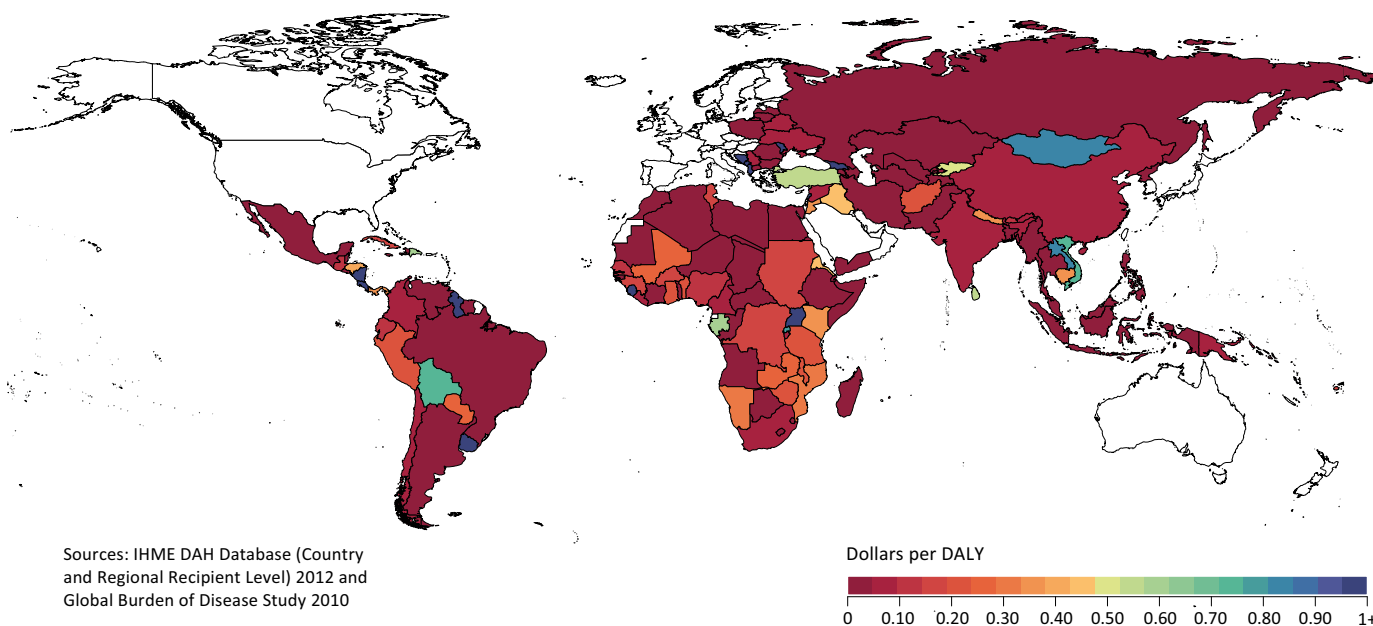 Sources: IHME DAH Database (Country
and Regional Recipient Level) 2012 and
Global Burden of Disease Study 2010
Dollars per DALY
0 0.10 0.20 0.30 0.40 0.50 0.60 0.70 0.80 0.90 1+